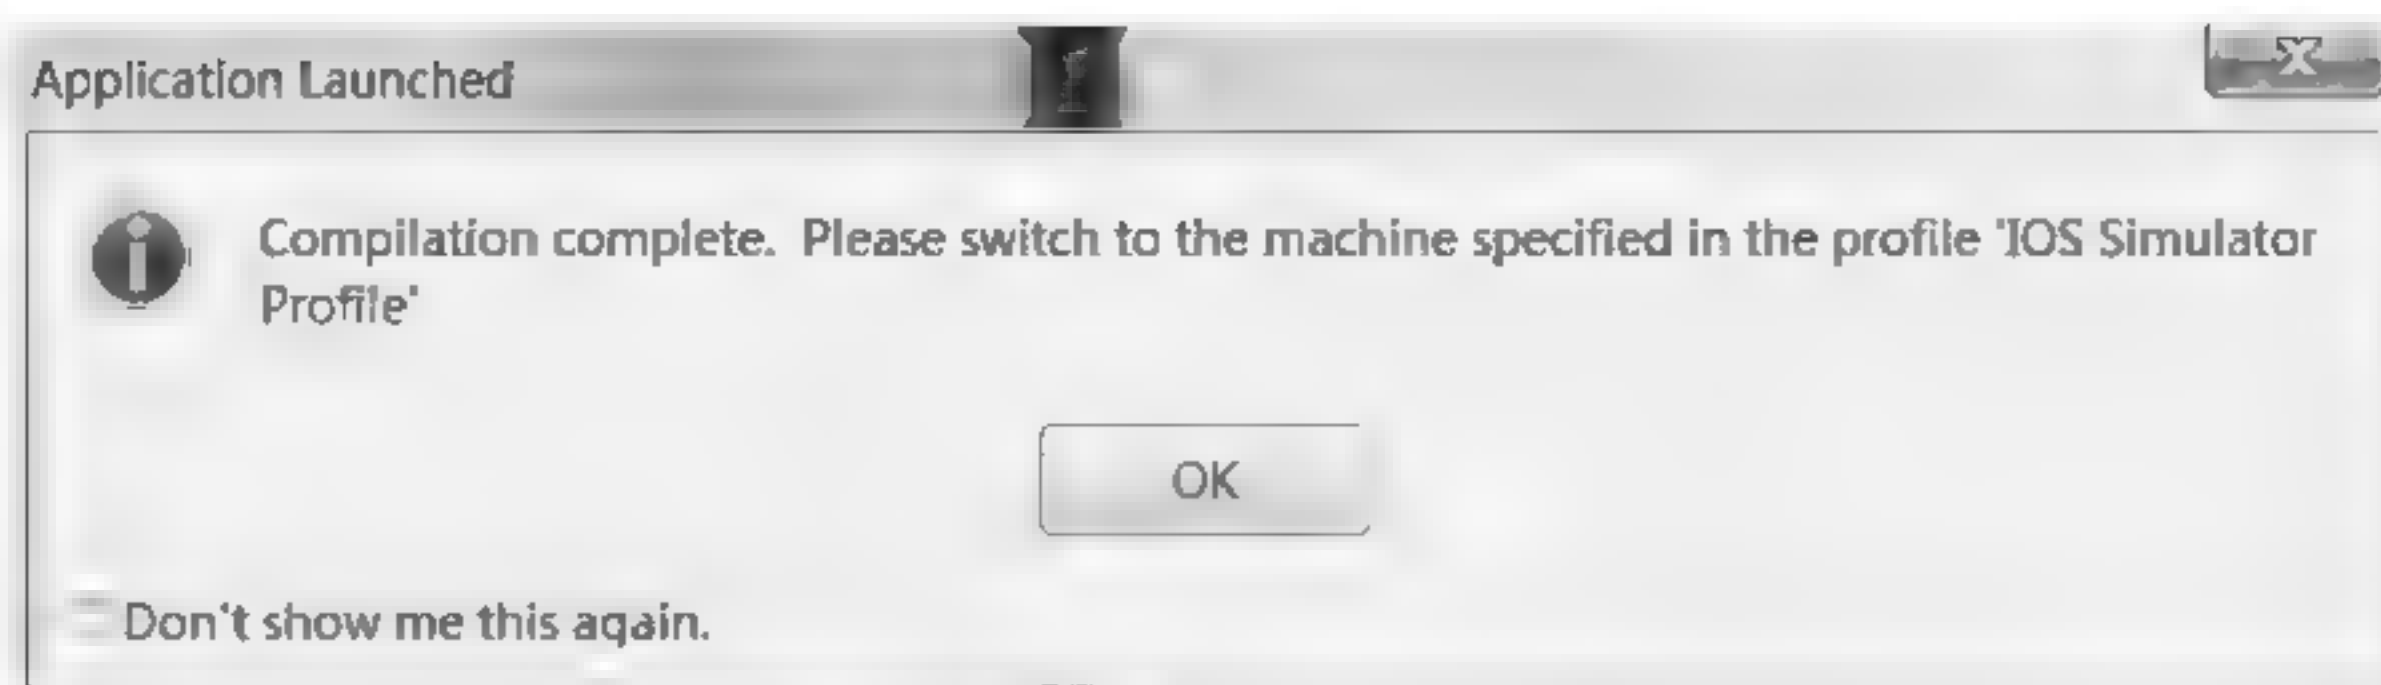 Application Launched
Compilation complete. Please switch to the machine specified in the profile 'IOS Simulator
Profile'
OK
Don't show me this again.